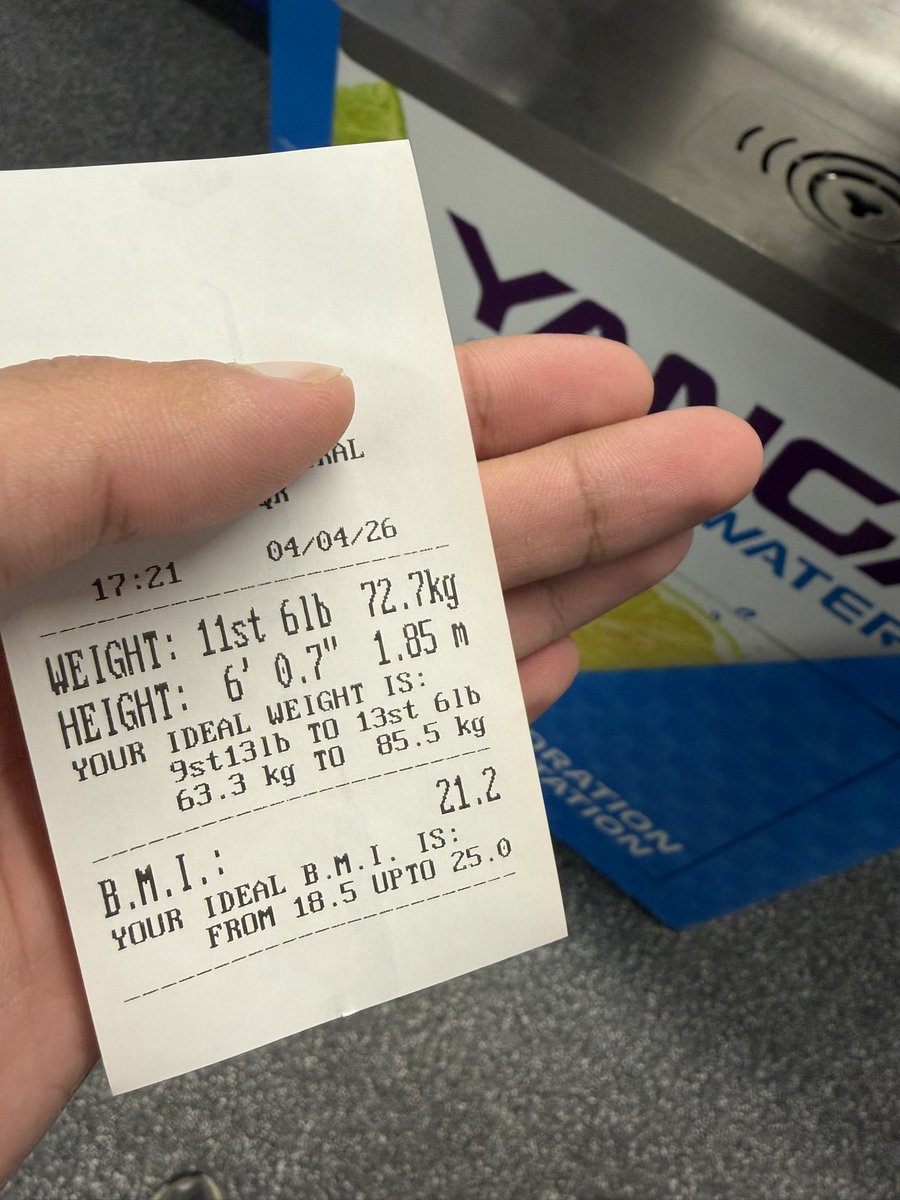 17:21 04/04/26
WEIGHT: 11st 6lb 72.7kg
HEIGHT: 6' 0.7" 1.85 m
YOUR IDEAL WEIGHT IS:
9st13lb TO 13st 6lb
63.3 kg TO 85.5 kg
B.M.I.: 21.2
YOUR IDEAL B.M.I. IS:
FROM 18.5 UPTO 25.0
YANGA
WATER